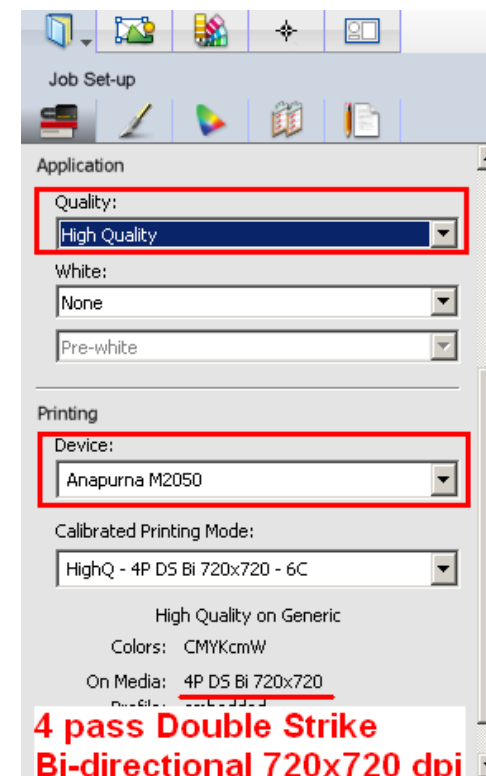 Job Set-up
Application
Quality:
High Quality
White:
None
Pre-white
Printing
Device:
Anapurna M2050
Calibrated Printing Mode:
HighQ - 4P DS Bi 720x720 - 6C
High Quality on Generic
Colors: CMYKcmW
On Media: 4P DS Bi 720x720
4 pass Double Strike
Bi-directional 720x720 dpi